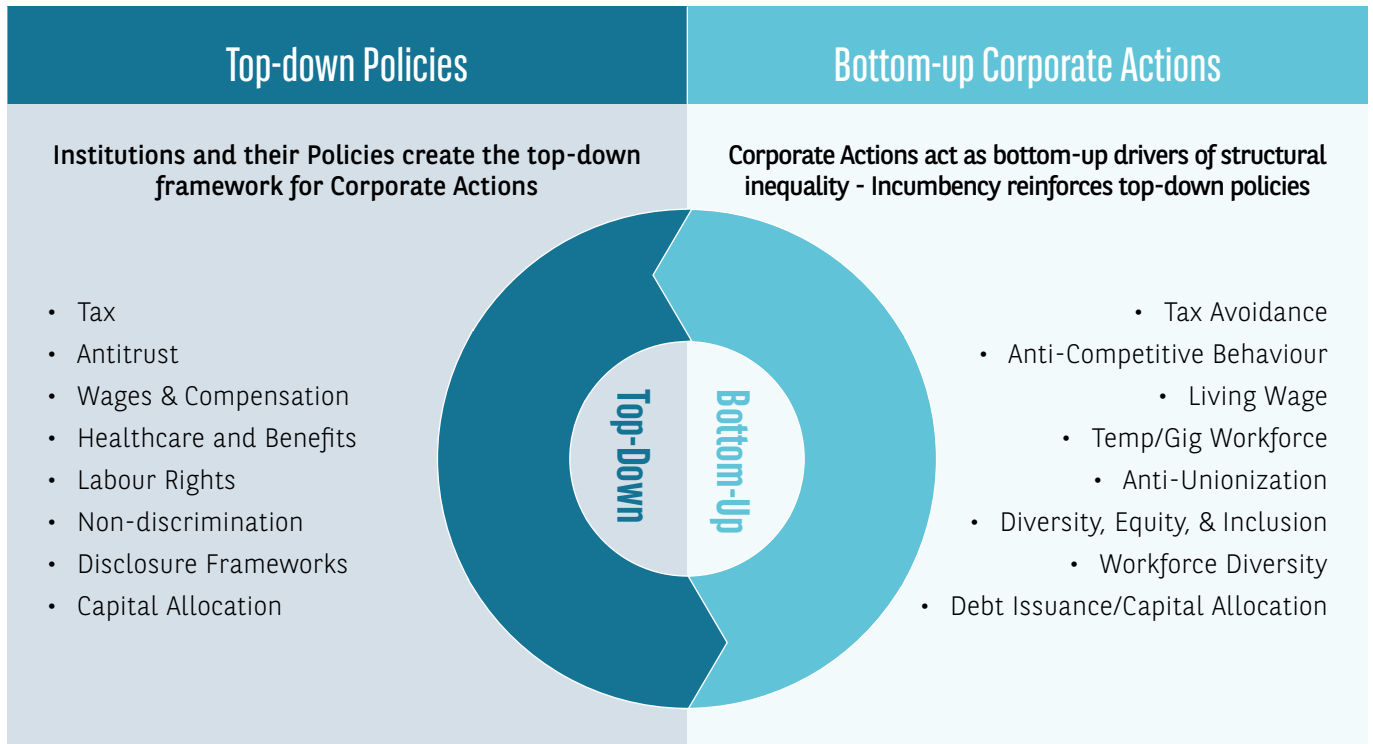 Top-down Policies
Bottom-up Corporate Actions
Institutions and their Policies create the top-down
framework for Corporate Actions
Corporate Actions act as bottom-up drivers of structural
inequality - Incumbency reinforces top-down policies
• Tax
• Antitrust
• Wages & Compensation
• Healthcare and Benefits
• Labour Rights
• Non-discrimination
• Disclosure Frameworks
• Capital Allocation
Top-Down
Bottom-Up
• Tax Avoidance
• Anti-Competitive Behaviour
• Living Wage
• Temp/Gig Workforce
• Anti-Unionization
• Diversity, Equity, & Inclusion
• Workforce Diversity
• Debt Issuance/Capital Allocation